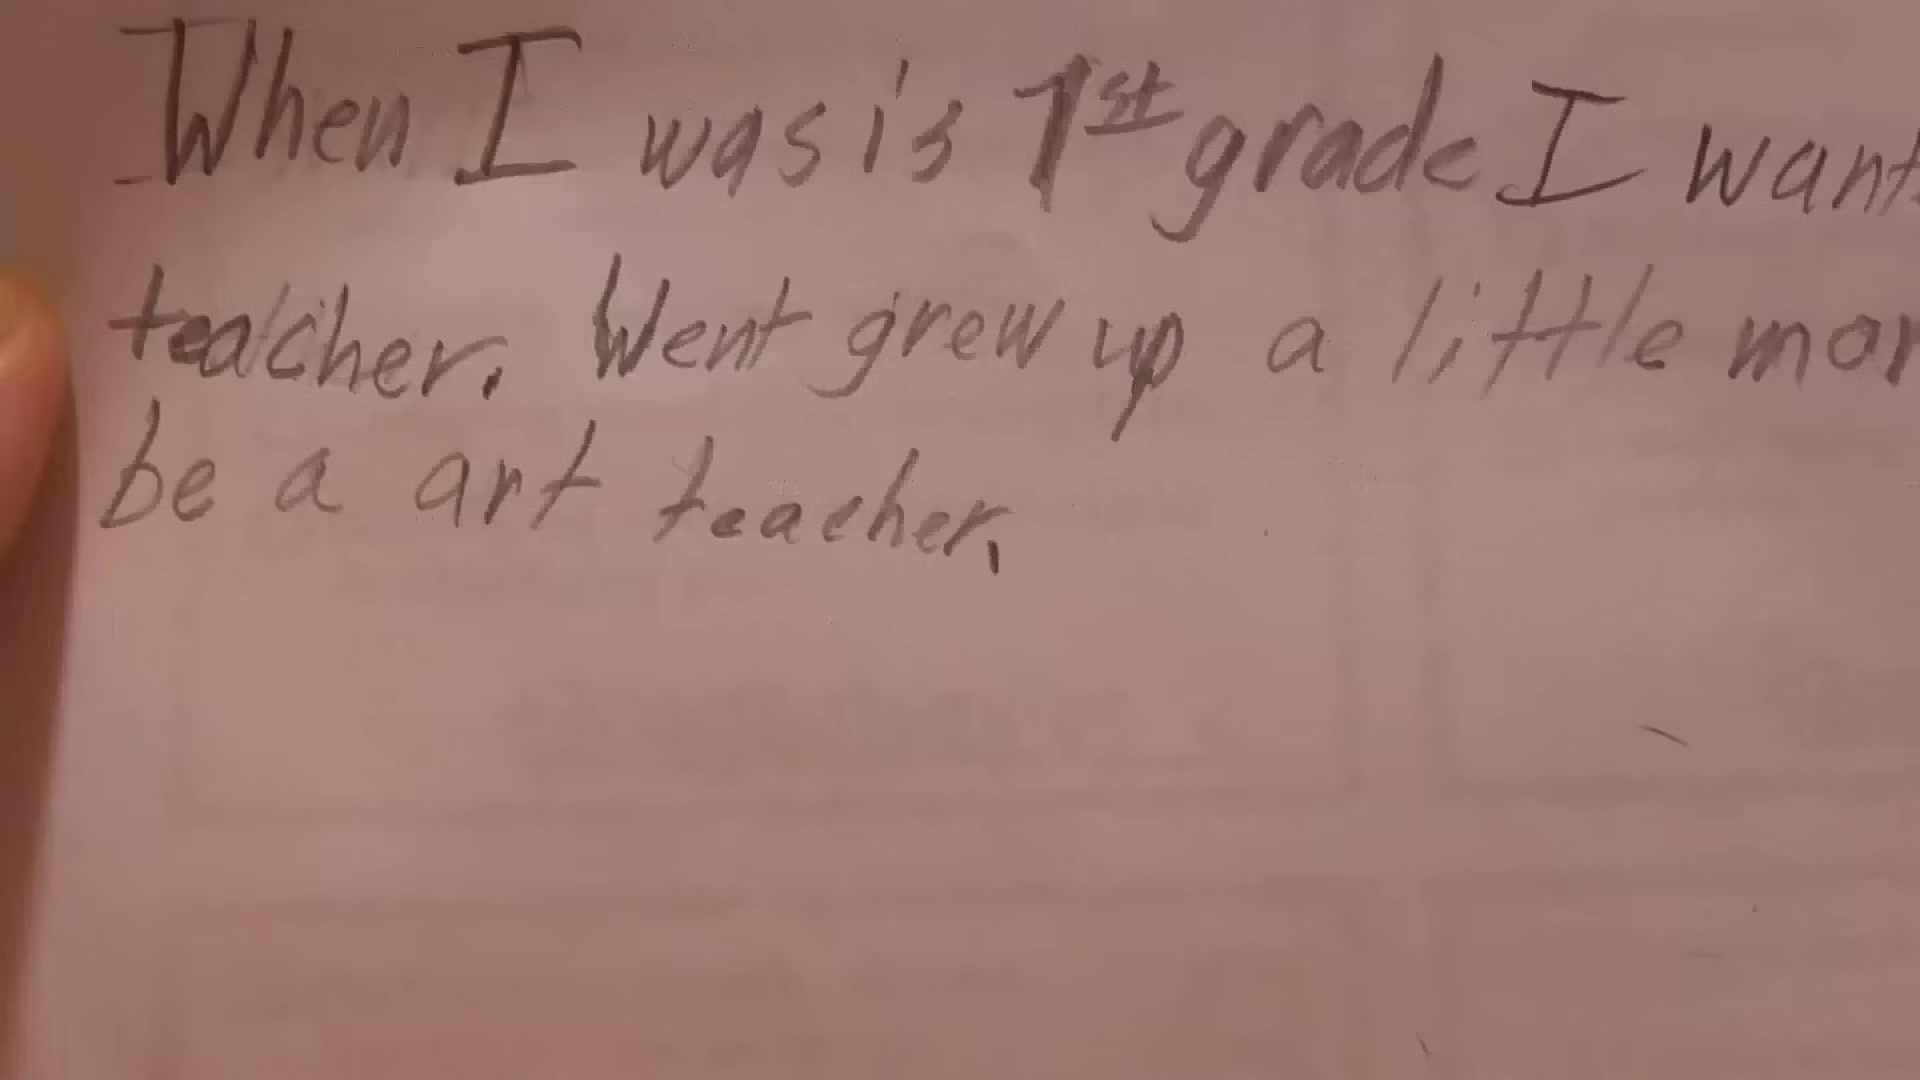 When I was is 1st grade I want
teacher. Went grew up a little mor
be a art teacher.